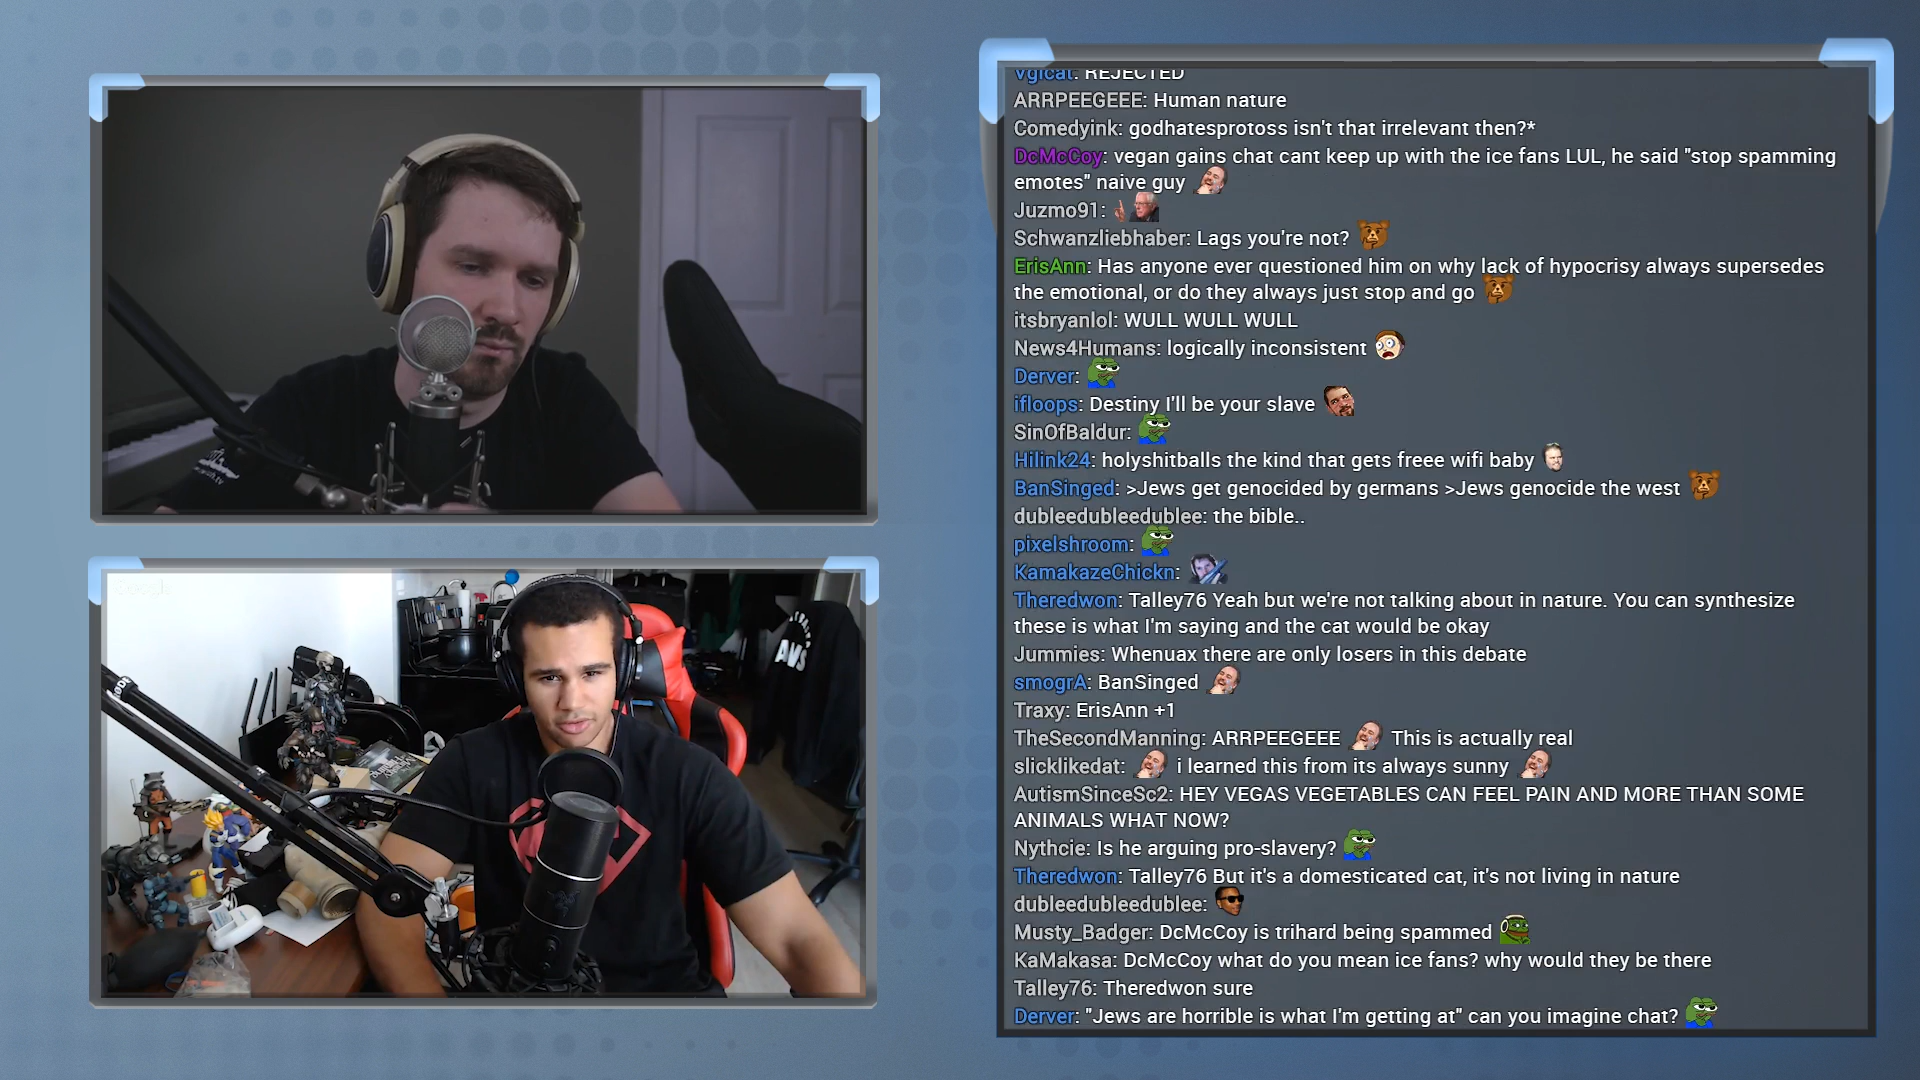 Vgicat: REJECTED
ARRPEEGEEE: Human nature
Comedyink: godhatesprotoss isn't that irrelevant then?*
DcMcCoy: vegan gains chat cant keep up with the ice fans LUL, he said "stop spamming
emotes" naive guy
Juzmo91:
Schwanzliebhaber: Lags you're not?
ErisAnn: Has anyone ever questioned him on why lack of hypocrisy always supersedes
the emotional, or do they always just stop and go
itsbryanlol: WULL WULL WULL
News4Humans: logically inconsistent
Derver:
ifloops: Destiny I'll be your slave
SinOfBaldur:
Hilink24: holyshitballs the kind that gets freee wifi baby
BanSinged: >Jews get genocided by germans >Jews genocide the west
dubleedubleedublee: the bible..
pixelshroom:
KamakazeChickn:
Theredwon: Talley76 Yeah but we're not talking about in nature. You can synthesize
these is what I'm saying and the cat would be okay
Jummies: Whenuax there are only losers in this debate
smogrA: BanSinged
Traxy: ErisAnn +1
TheSecondManning: ARRPEEGEEE This is actually real
slicklikedat: i learned this from its always sunny
AutismSinceSc2: HEY VEGAS VEGETABLES CAN FEEL PAIN AND MORE THAN SOME
ANIMALS WHAT NOW?
Nythcie: Is he arguing pro-slavery?
Theredwon: Talley76 But it's a domesticated cat, it's not living in nature
dubleedubleedublee:
Musty_Badger: DcMcCoy is trihard being spammed
KaMakasa: DcMcCoy what do you mean ice fans? why would they be there
Talley76: Theredwon sure
Derver: "Jews are horrible is what I'm getting at" can you imagine chat?
RODE
AVS